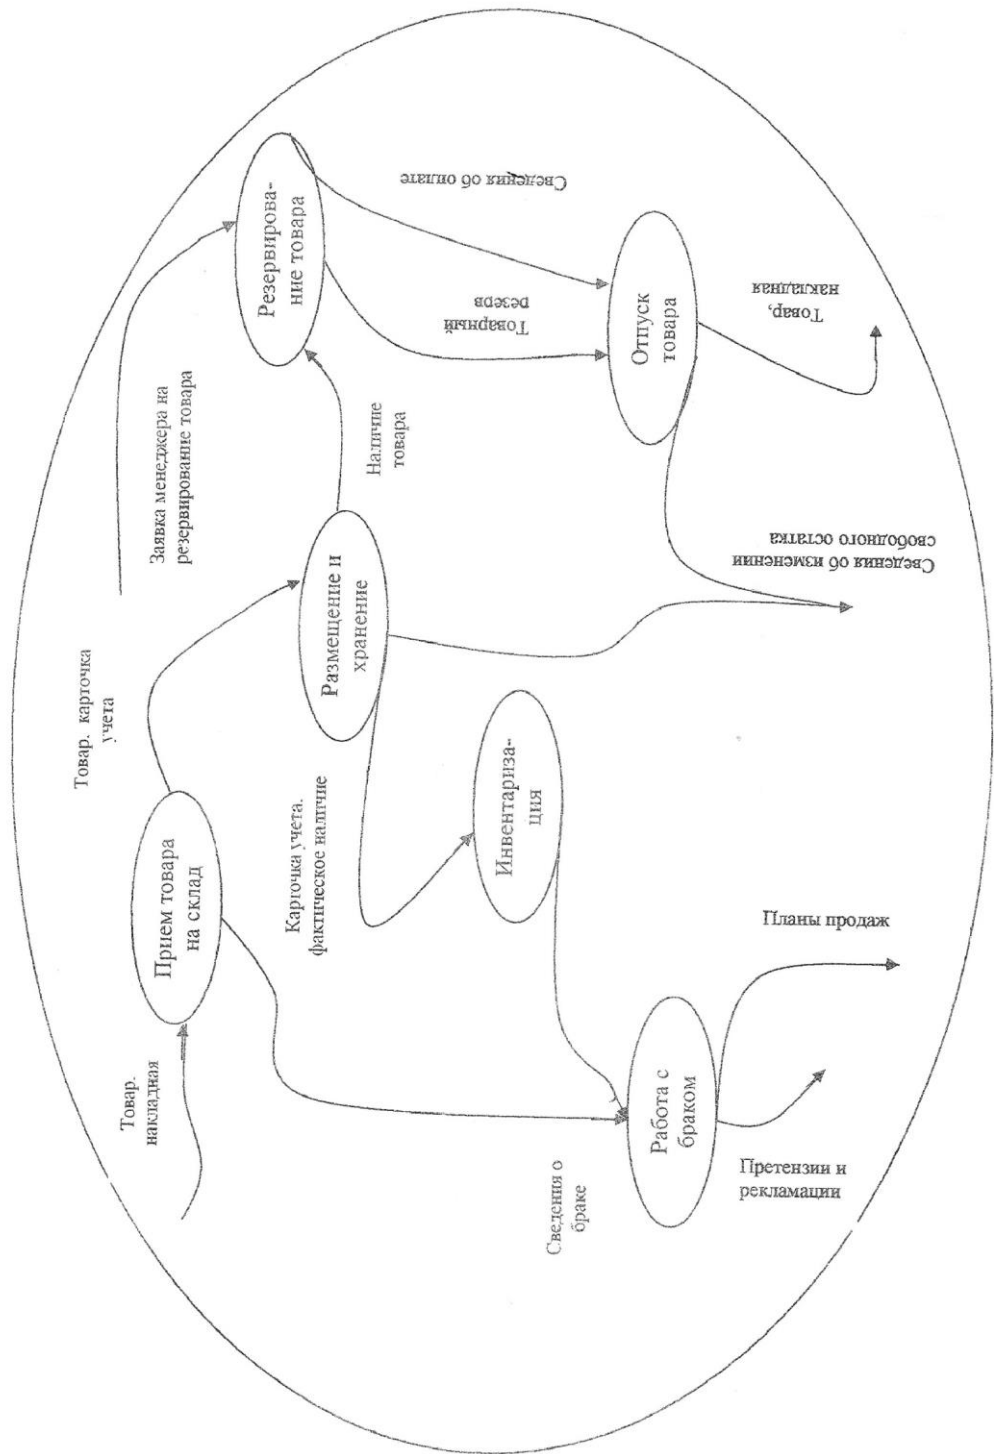 Товар.
накладная
Прием товара
на склад
Товар. карточка
учета
Заявка менеджера на
резервирование товара
Размещение и
хранение
Резервирова-
ние товара
Наличие
товара
Карточка учета.
фактическое наличие
Инвентариза-
ция
Товарный
резерв
Сведения об оплате
Отпуск
товара
Сведения о
браке
Работа с
браком
Претензии и
рекламации
Планы продаж
Сведения об изменении
свободного остатка
Товар,
накладная